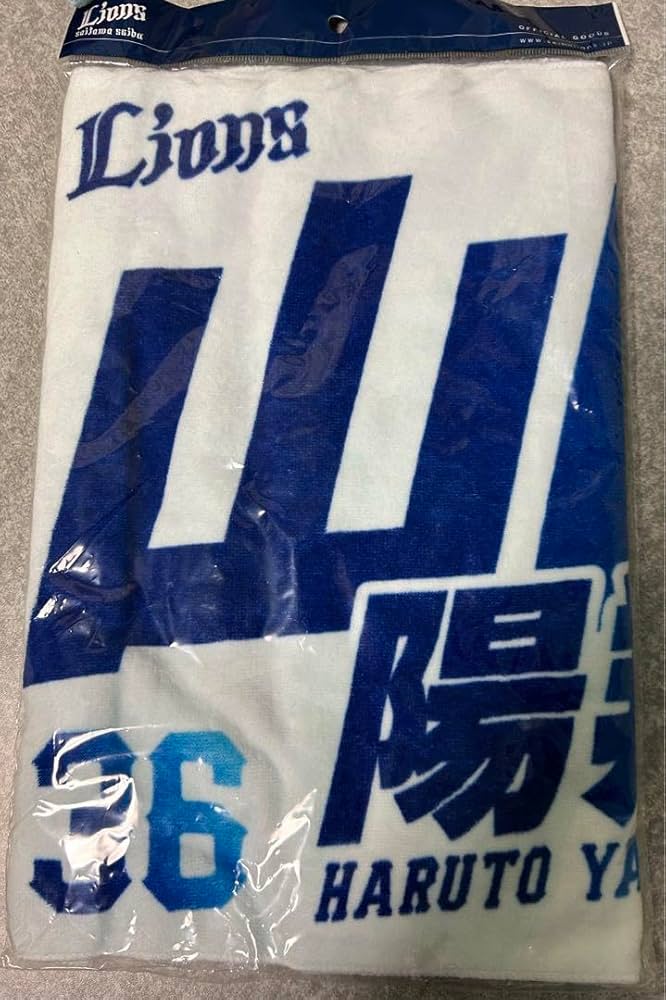 Lions
saitama seibu
OFFICIAL GOODS
Lions
山
陽
36
HARUTO YA